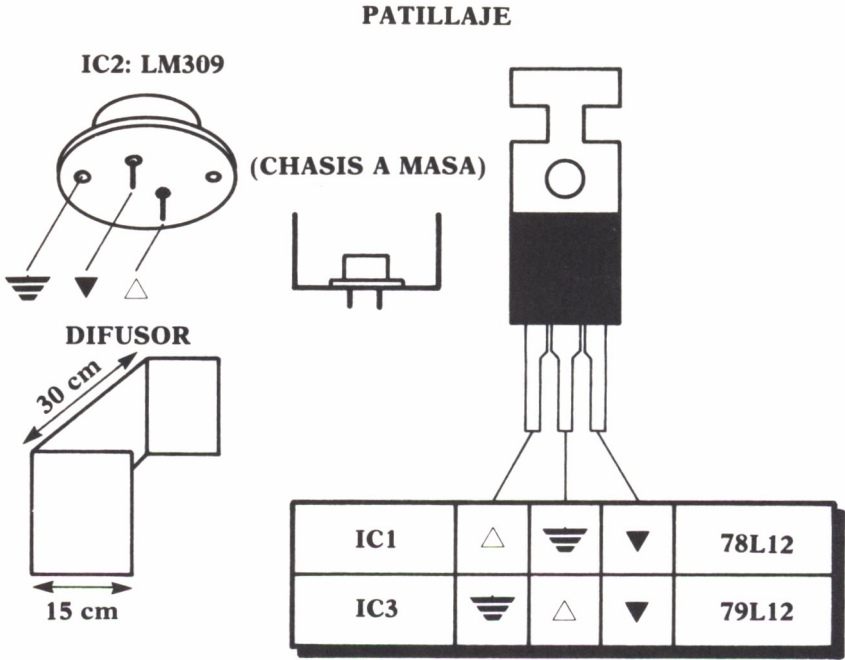 PATILLAJE
IC2: LM309
(CHASIS A MASA)
DIFUSOR
30 cm
15 cm
IC1 78L12
IC3 79L12